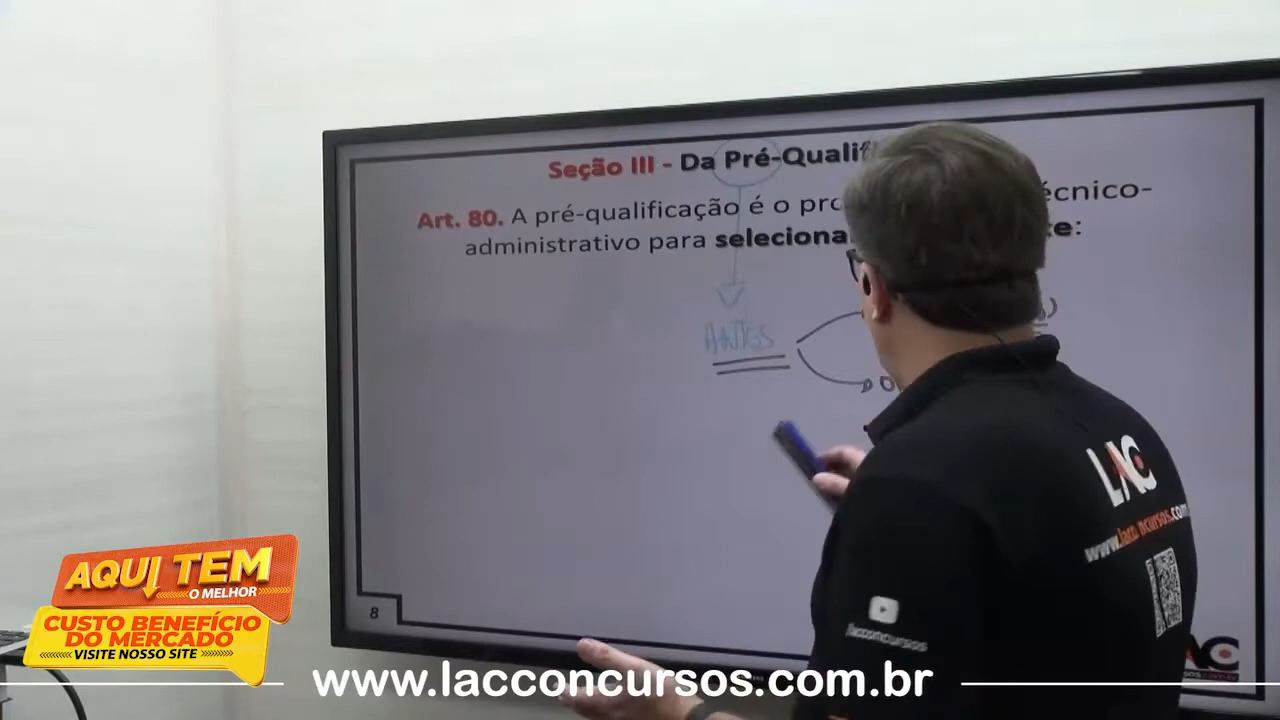 Seção III - Da Pré-Qualif
Art. 80. A pré-qualificação é o pro écnico-
administrativo para seleciona te:
ANTES
LAC
www.lacconcursos.com
lacconcursos
8
AQUI TEM
O MELHOR
CUSTO BENEFÍCIO
DO MERCADO
VISITE NOSSO SITE
www.lacconcursos.com.br